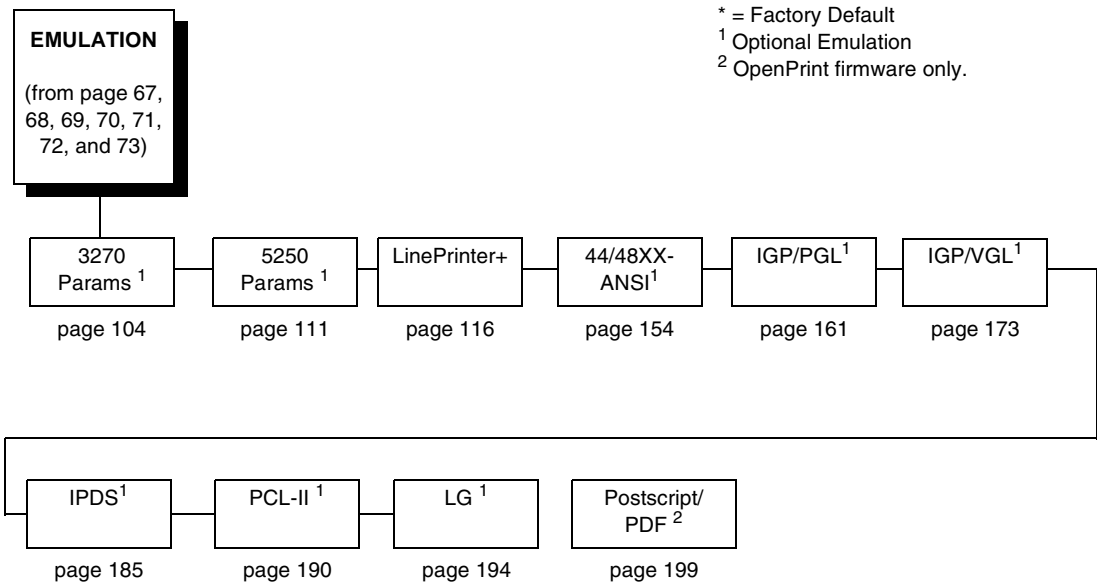 * = Factory Default
1 Optional Emulation
2 OpenPrint firmware only.
EMULATION
(from page 67,
68, 69, 70, 71,
72, and 73)
3270
Params 1
page 104
5250
Params 1
page 111
LinePrinter+
page 116
44/48XX-
ANSI1
page 154
IGP/PGL1
page 161
IGP/VGL1
page 173
IPDS1
page 185
PCL-II 1
page 190
LG 1
page 194
Postscript/
PDF 2
page 199